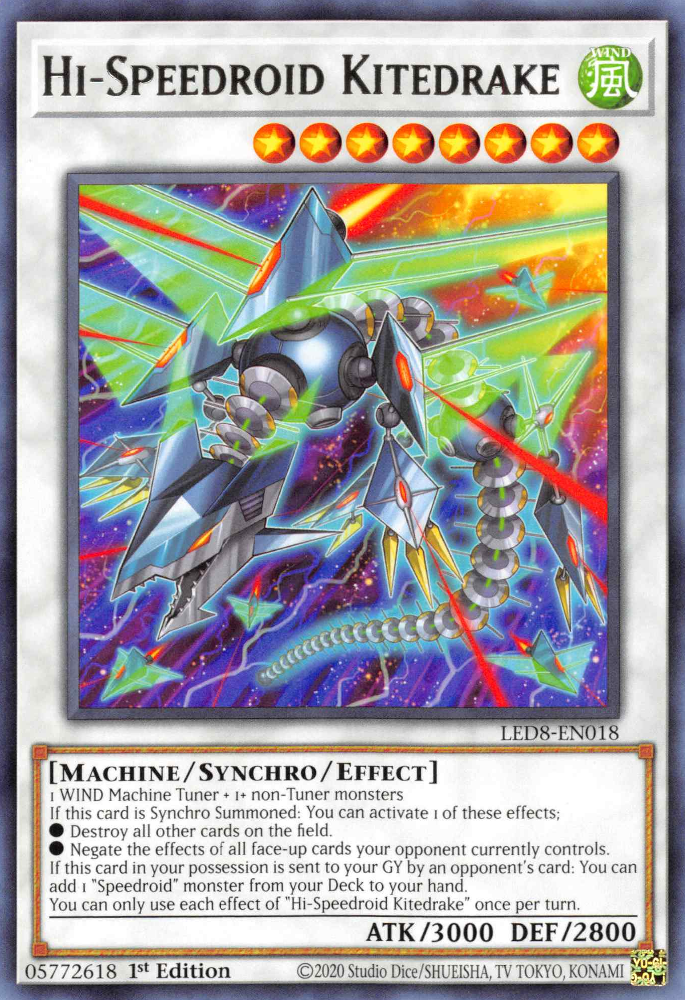 Hi-Speedroid Kitedrake
WIND
風
LED8-EN018
[Machine/Synchro/Effect]
1 WIND Machine Tuner + 1+ non-Tuner monsters
If this card is Synchro Summoned: You can activate 1 of these effects;
● Destroy all other cards on the field.
● Negate the effects of all face-up cards your opponent currently controls.
If this card in your possession is sent to your GY by an opponent's card: You can
add 1 "Speedroid" monster from your Deck to your hand.
You can only use each effect of "Hi-Speedroid Kitedrake" once per turn.
ATK/3000 DEF/2800
05772618 1st Edition ©2020 Studio Dice/SHUEISHA, TV TOKYO, KONAMI